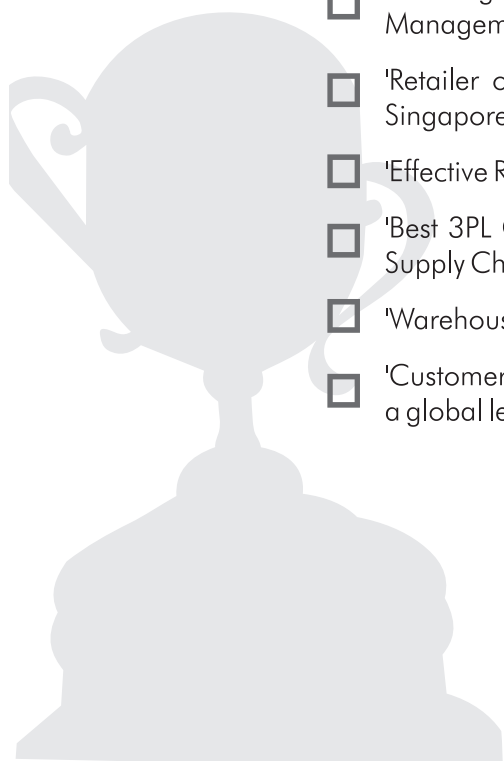 Managem
'Retailer o
Singapore
'Effective R
'Best 3PL
Supply Ch
'Warehous
'Customer
a global le